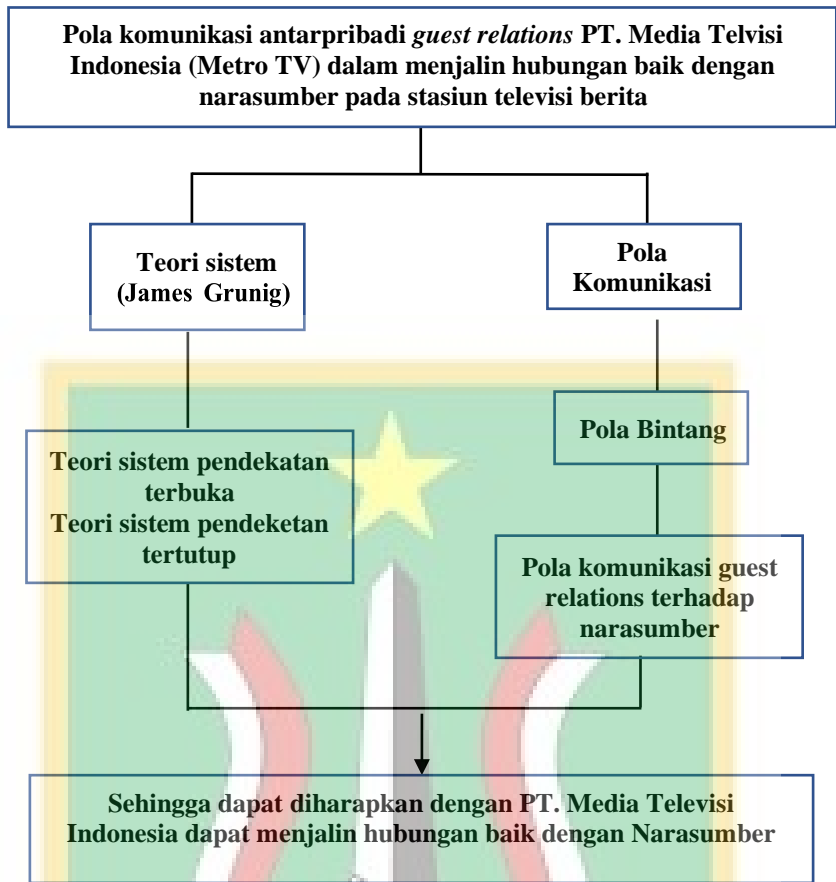 Pola komunikasi antarpribadi guest relations PT. Media Telvisi
Indonesia (Metro TV) dalam menjalin hubungan baik dengan
narasumber pada stasiun televisi berita
Teori sistem
(James Grunig)
Pola
Komunikasi
Teori sistem pendekatan
terbuka
Teori sistem pendeketan
tertutup
Pola Bintang
Pola komunikasi guest
relations terhadap
narasumber
Sehingga dapat diharapkan dengan PT. Media Televisi
Indonesia dapat menjalin hubungan baik dengan Narasumber